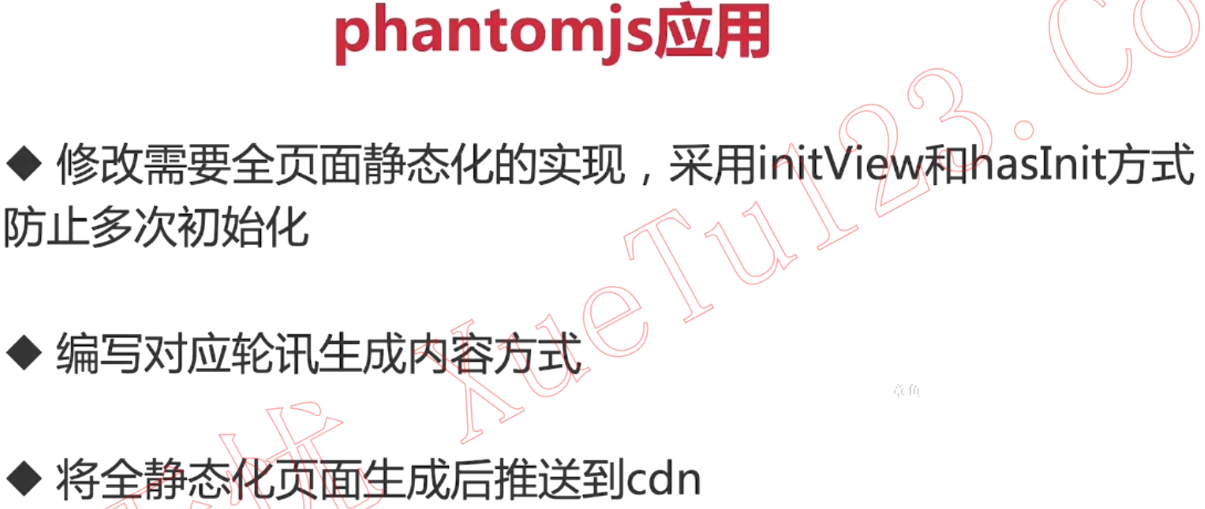 phantomjs应用
◆ 修改需要全页面静态化的实现，采用initView和hasInit方式
防止多次初始化
◆ 编写对应轮讯生成内容方式
章鱼
◆ 将全静态化页面生成后推送到cdn
XueTu123.Co